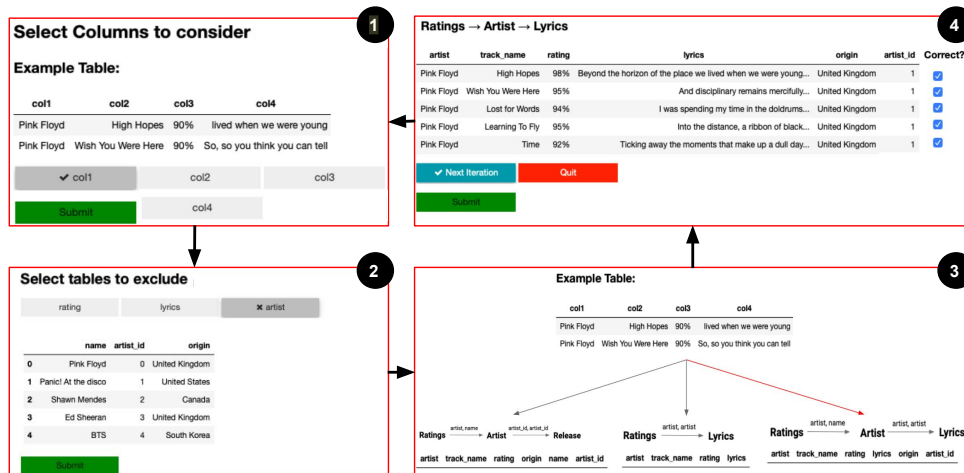 1
Select Columns to consider
Example Table:
col1 col2 col3 col4
Pink Floyd High Hopes 90% lived when we were young
Pink Floyd Wish You Were Here 90% So, so you think you can tell
✔ col1 col2 col3
Submit col4
2
Select tables to exclude
rating lyrics ✖ artist
name artist_id origin
0 Pink Floyd 0 United Kingdom
1 Panic! At the disco 1 United States
2 Shawn Mendes 2 Canada
3 Ed Sheeran 3 United Kingdom
4 BTS 4 South Korea
Submit
3
Example Table:
col1 col2 col3 col4
Pink Floyd High Hopes 90% lived when we were young
Pink Floyd Wish You Were Here 90% So, so you think you can tell
Ratings artist, name Artist artist_id, artist_id Release
artist track_name rating origin name artist_id
Ratings artist, artist Lyrics
artist track_name rating lyrics
Ratings artist, name Artist artist, artist Lyrics
artist track_name rating lyrics origin artist_id
4
Ratings → Artist → Lyrics
artist track_name rating lyrics origin artist_id Correct?
Pink Floyd High Hopes 98% Beyond the horizon of the place we lived when we were young... United Kingdom 1
Pink Floyd Wish You Were Here 95% And disciplinary remains mercifully... United Kingdom 1
Pink Floyd Lost for Words 94% I was spending my time in the doldrums... United Kingdom 1
Pink Floyd Learning To Fly 95% Into the distance, a ribbon of black... United Kingdom 1
Pink Floyd Time 92% Ticking away the moments that make up a dull day... United Kingdom 1
✔ Next Iteration Quit
Submit